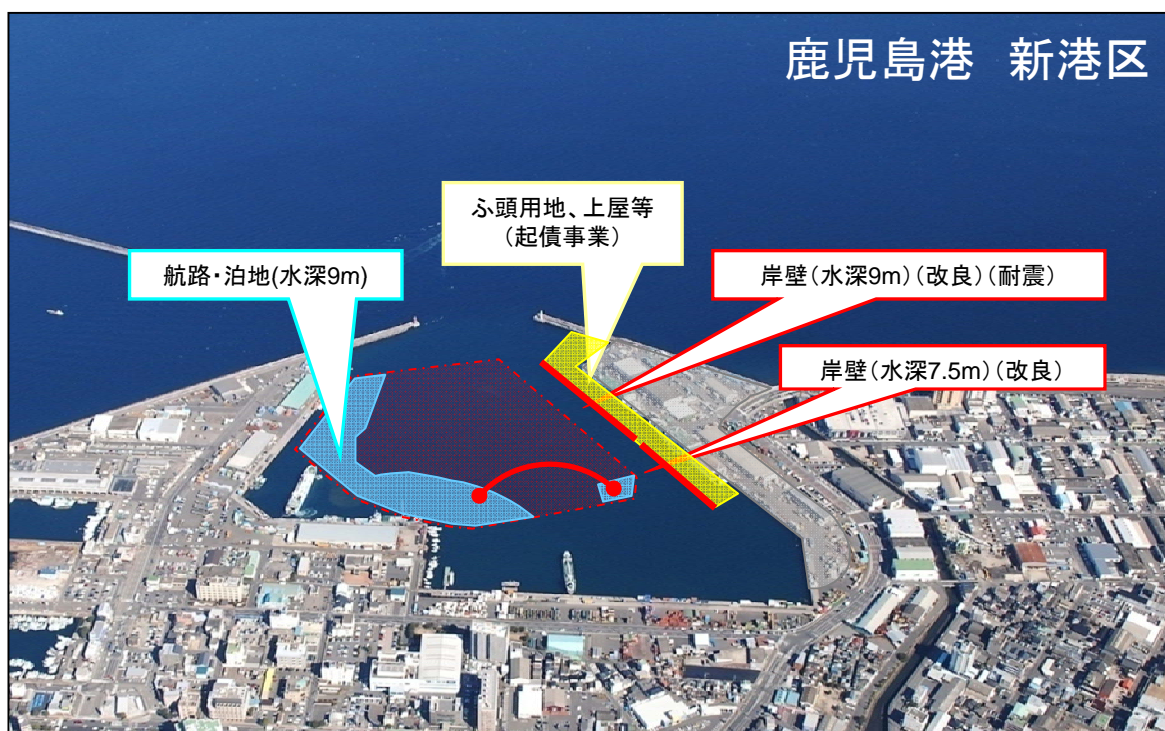 鹿児島港　新港区
ふ頭用地、上屋等
（起債事業）
航路・泊地(水深9m)
岸壁（水深9m）（改良）（耐震）
岸壁（水深7.5m）（改良）